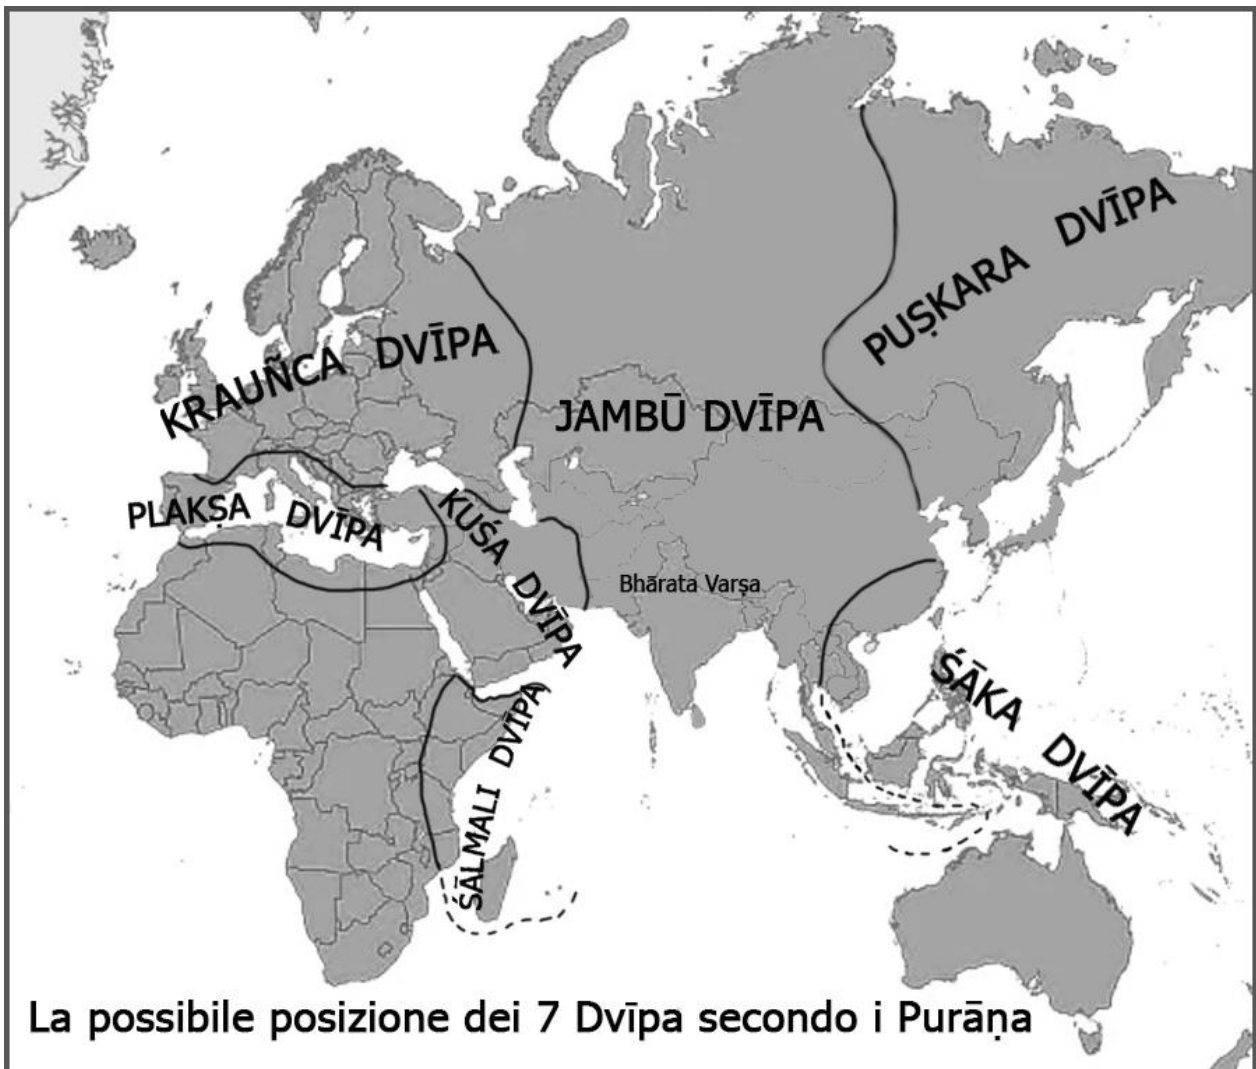 PUṢKARA DVĪPA
KRAUÑCA DVĪPA
JAMBŪ DVĪPA
PLAKṢA DVĪPA
KUŚA DVĪPA
Bhārata Varṣa
ŚĀKA DVĪPA
ŚĀLMALI DVĪPA
La possibile posizione dei 7 Dvīpa secondo i Purāṇa